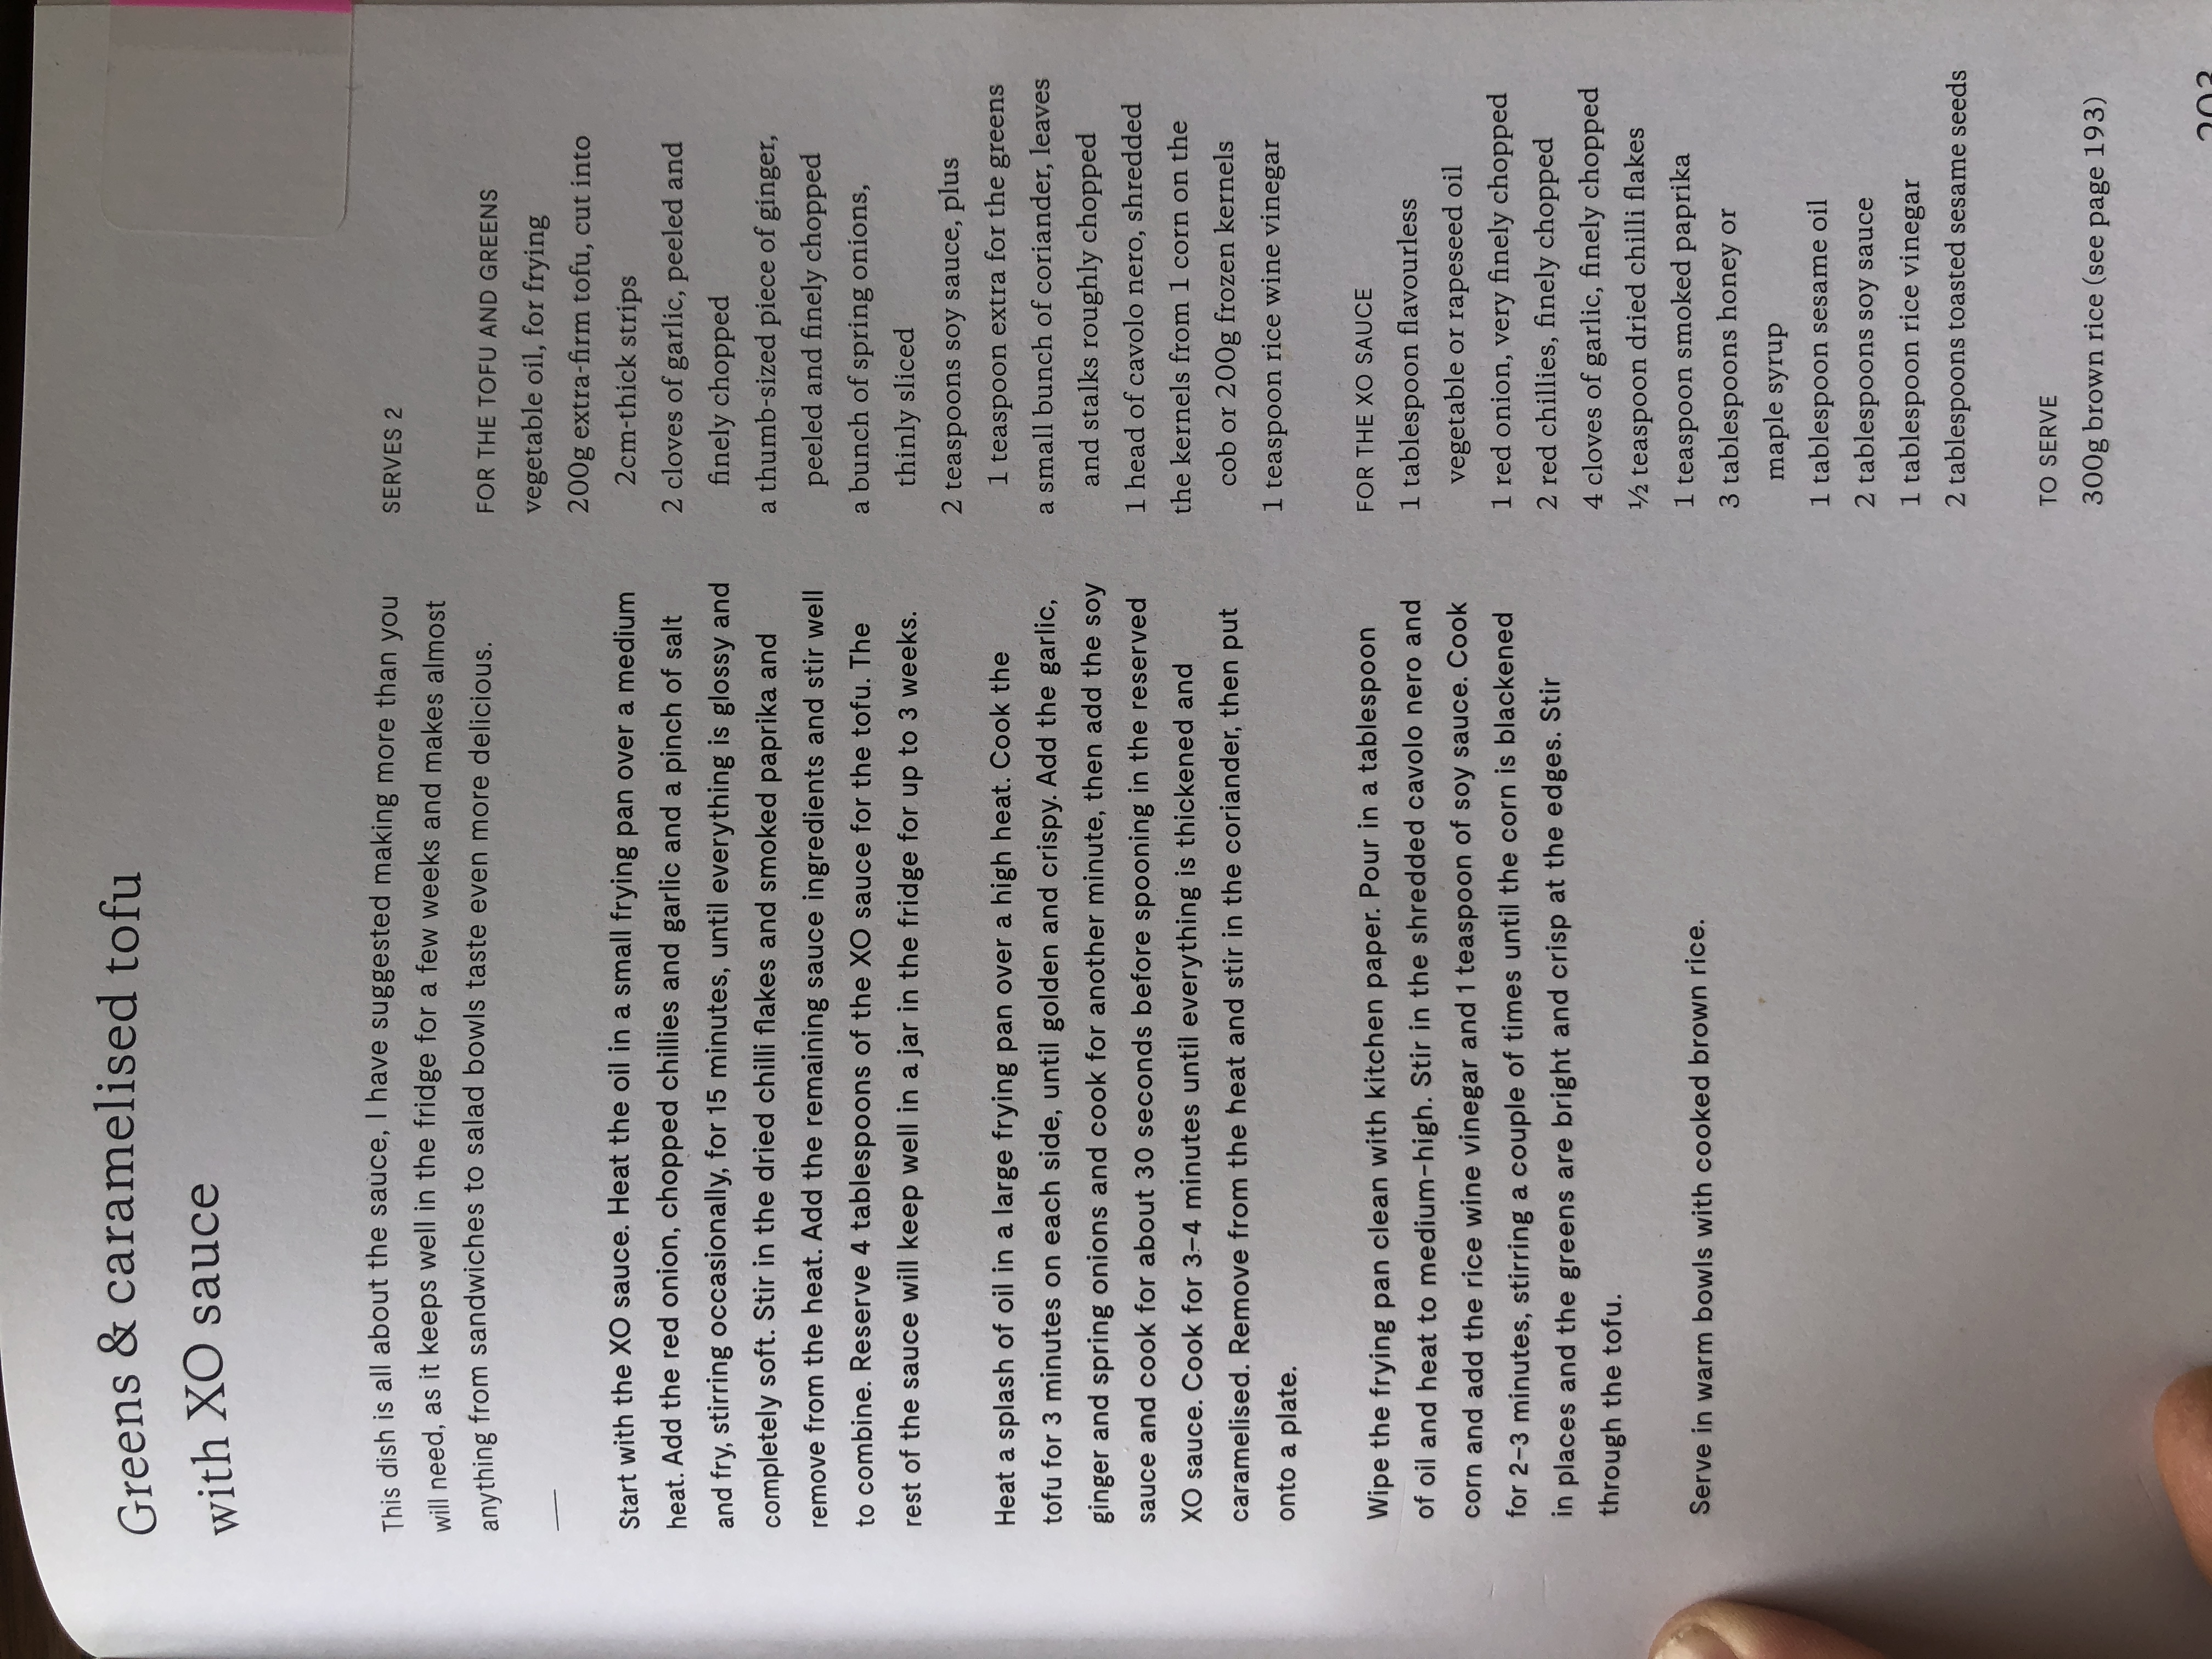 Greens & caramelised tofu
with XO sauce
This dish is all about the sauce, I have suggested making more than you
will need, as it keeps well in the fridge for a few weeks and makes almost
anything from sandwiches to salad bowls taste even more delicious.
Start with the XO sauce. Heat the oil in a small frying pan over a medium
heat. Add the red onion, chopped chillies and garlic and a pinch of salt
and fry, stirring occasionally, for 15 minutes, until everything is glossy and
completely soft. Stir in the dried chilli flakes and smoked paprika and
remove from the heat. Add the remaining sauce ingredients and stir well
to combine. Reserve 4 tablespoons of the XO sauce for the tofu. The
rest of the sauce will keep well in a jar in the fridge for up to 3 weeks.
Heat a splash of oil in a large frying pan over a high heat. Cook the
tofu for 3 minutes on each side, until golden and crispy. Add the garlic,
ginger and spring onions and cook for another minute, then add the soy
sauce and cook for about 30 seconds before spooning in the reserved
XO sauce. Cook for 3–4 minutes until everything is thickened and
caramelised. Remove from the heat and stir in the coriander, then put
onto a plate.
Wipe the frying pan clean with kitchen paper. Pour in a tablespoon
of oil and heat to medium-high. Stir in the shredded cavolo nero and
corn and add the rice wine vinegar and 1 teaspoon of soy sauce. Cook
for 2–3 minutes, stirring a couple of times until the corn is blackened
in places and the greens are bright and crisp at the edges. Stir
through the tofu.
Serve in warm bowls with cooked brown rice.
SERVES 2
FOR THE TOFU AND GREENS
vegetable oil, for frying
200g extra-firm tofu, cut into
2cm-thick strips
2 cloves of garlic, peeled and
finely chopped
a thumb-sized piece of ginger,
peeled and finely chopped
a bunch of spring onions,
thinly sliced
2 teaspoons soy sauce, plus
1 teaspoon extra for the greens
a small bunch of coriander, leaves
and stalks roughly chopped
1 head of cavolo nero, shredded
the kernels from 1 corn on the
cob or 200g frozen kernels
1 teaspoon rice wine vinegar
FOR THE XO SAUCE
1 tablespoon flavourless
vegetable or rapeseed oil
1 red onion, very finely chopped
2 red chillies, finely chopped
4 cloves of garlic, finely chopped
½ teaspoon dried chilli flakes
1 teaspoon smoked paprika
3 tablespoons honey or
maple syrup
1 tablespoon sesame oil
2 tablespoons soy sauce
1 tablespoon rice vinegar
2 tablespoons toasted sesame seeds
TO SERVE
300g brown rice (see page 193)
203